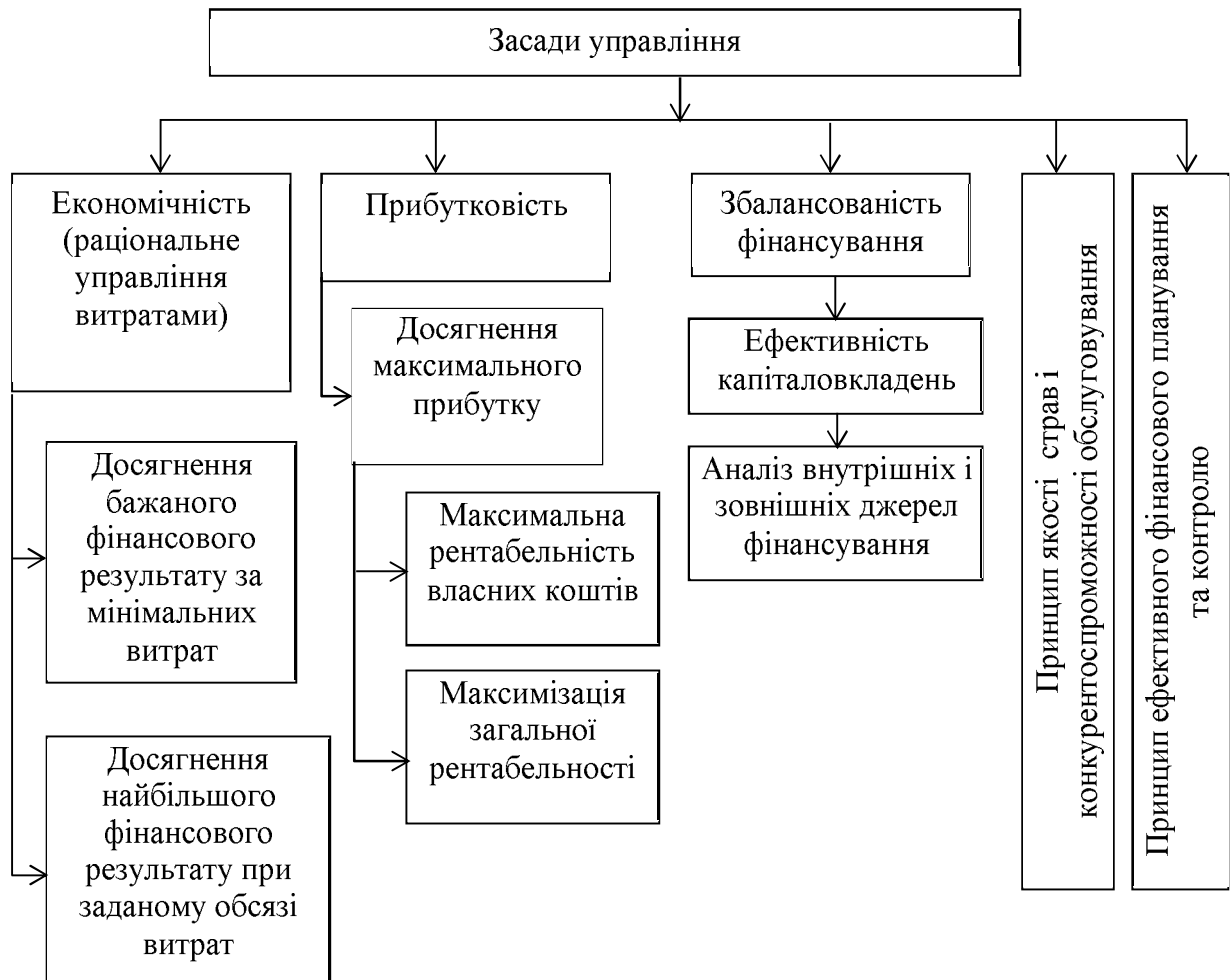 Засади управління
Економічність
(раціональне
управління
витратами)
Досягнення
бажаного
фінансового
результату за
мінімальних
витрат
Досягнення
найбільшого
фінансового
результату при
заданому обсязі
витрат
Прибутковість
Досягнення
максимального
прибутку
Максимальна
рентабельність
власних коштів
Максимізація
загальної
рентабельності
Збалансованість
фінансування
Ефективність
капіталовкладень
Аналіз внутрішніх і
зовнішніх джерел
фінансування
Принцип якості страв і
конкурентоспроможності обслуговування
Принцип ефективного фінансового планування
та контролю